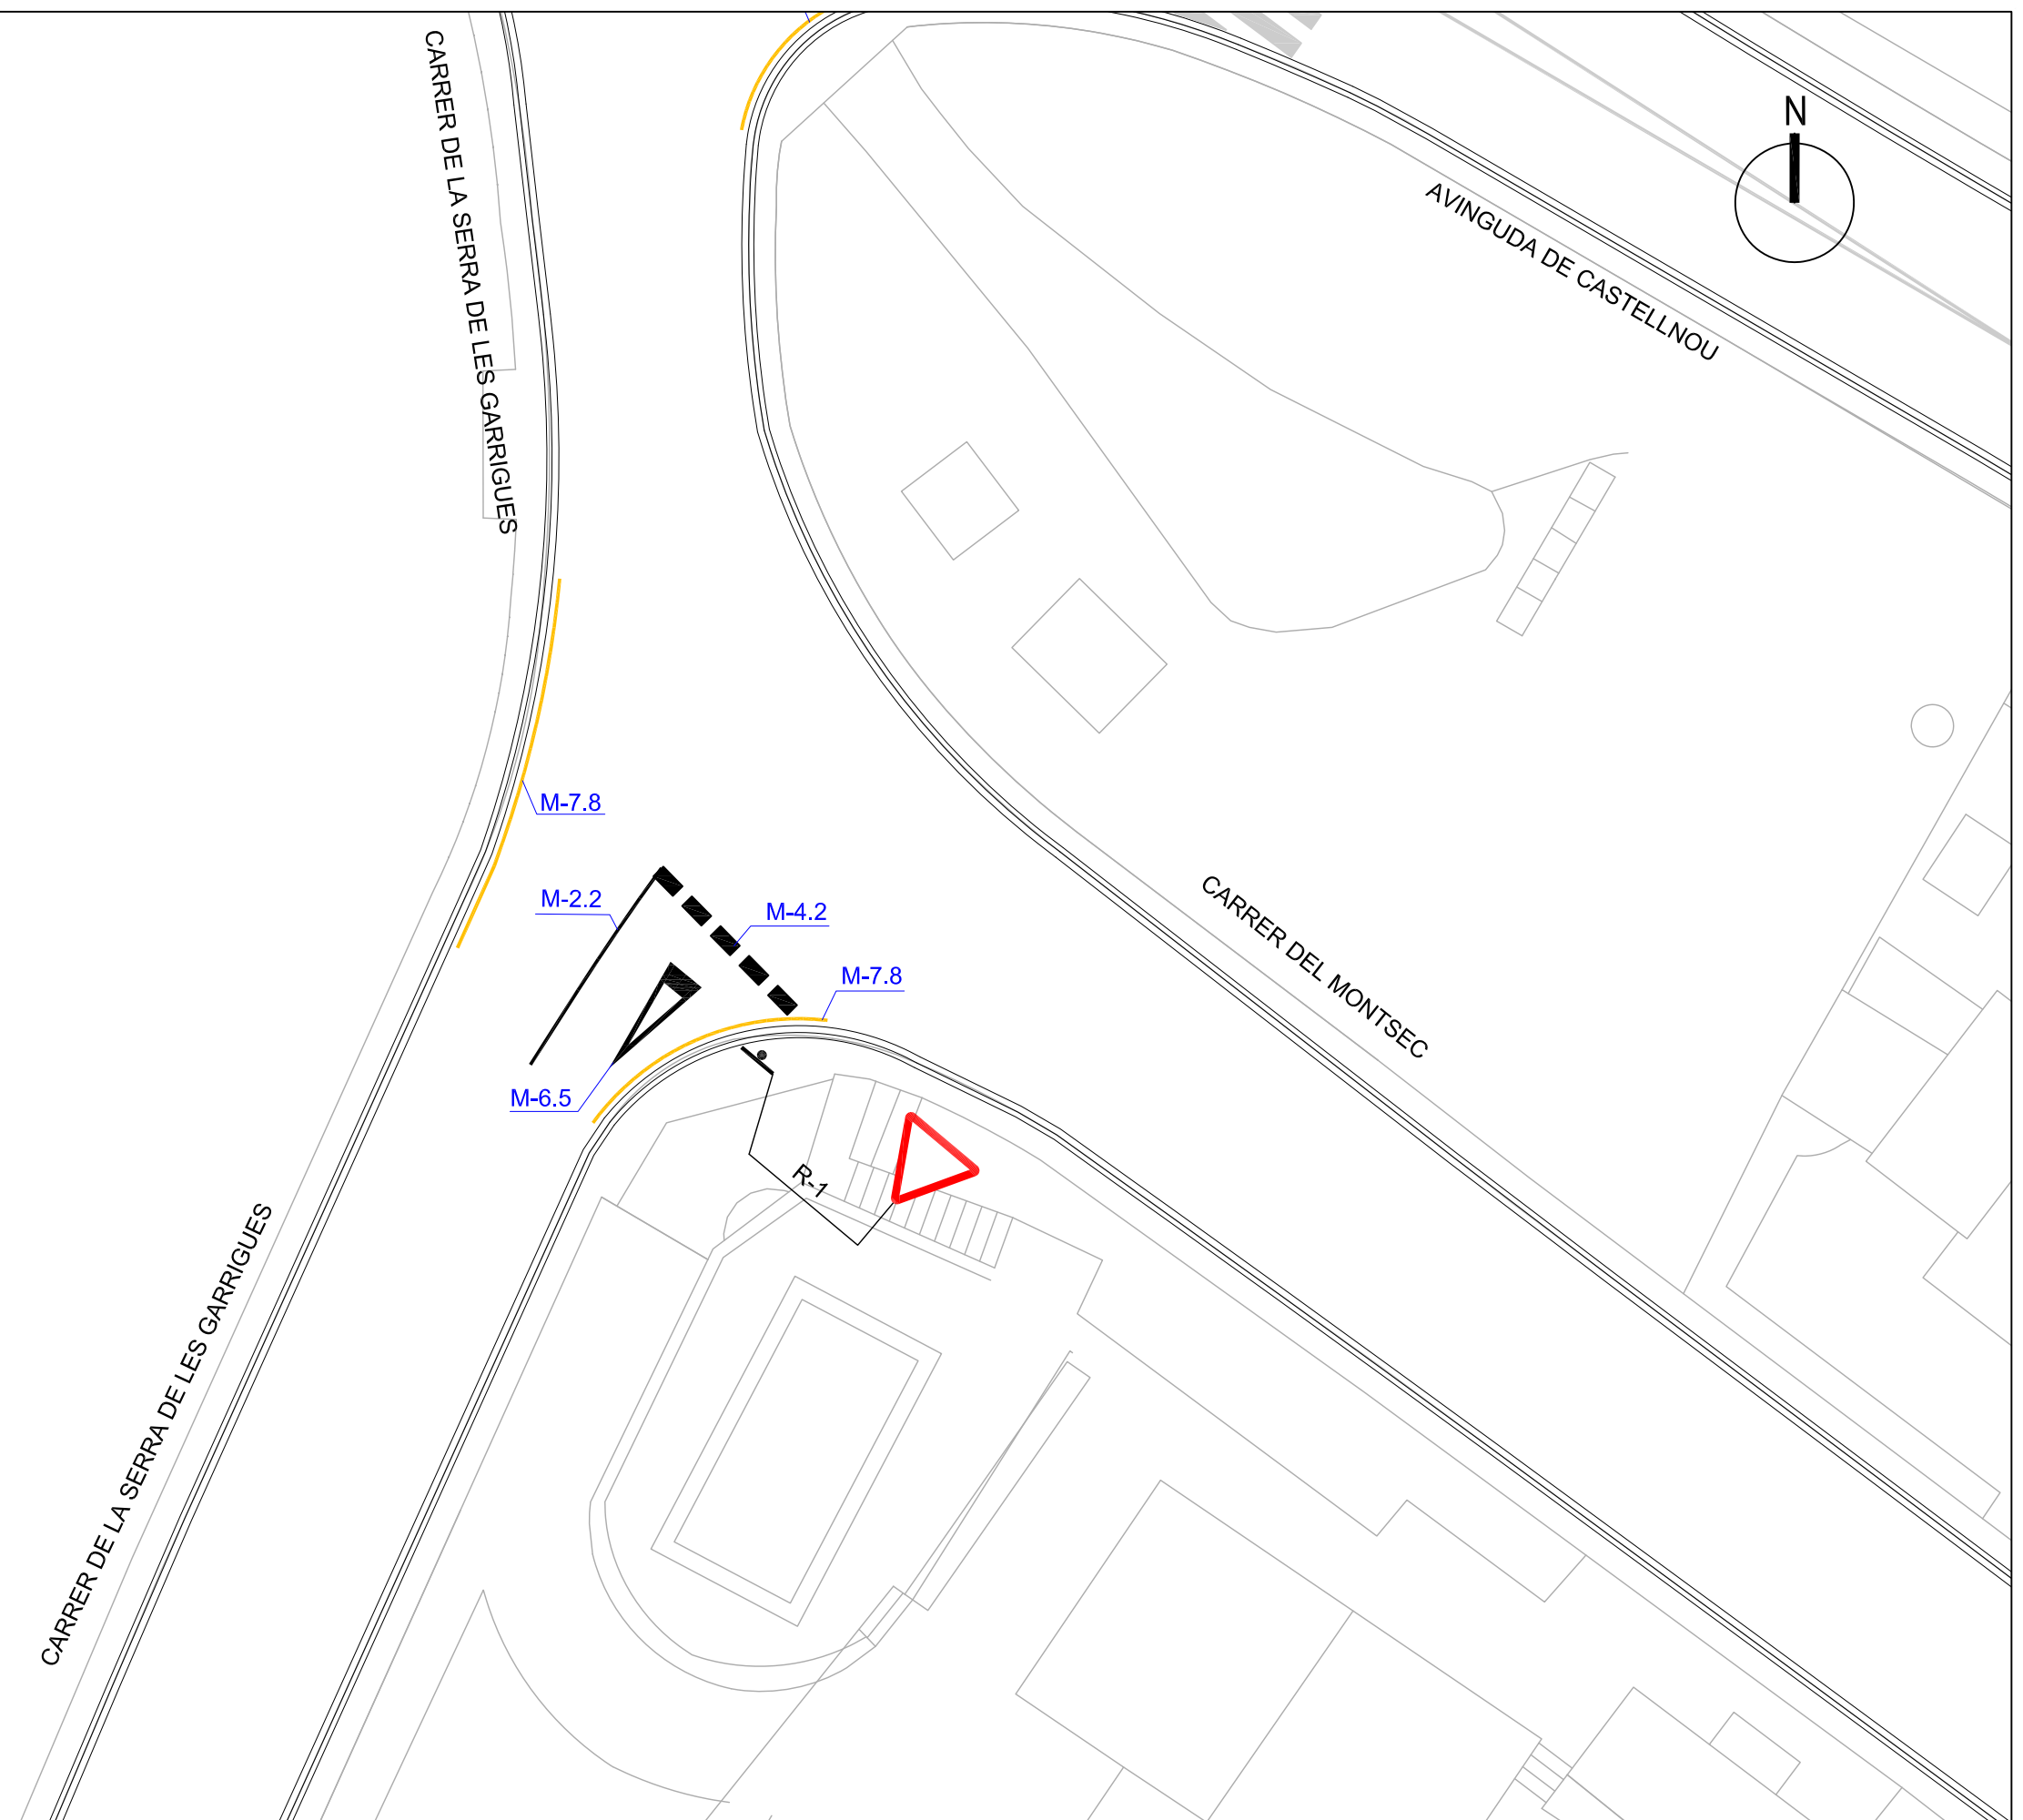 CARRER DE LA SERRA DE LES GARRIGUES
N
AVINGUDA DE CASTELLNOU
M-7.8
M-2.2
M-4.2
CARRER DEL MONTSEC
M-7.8
M-6.5
R-1
CARRER DE LA SERRA DE LES GARRIGUES